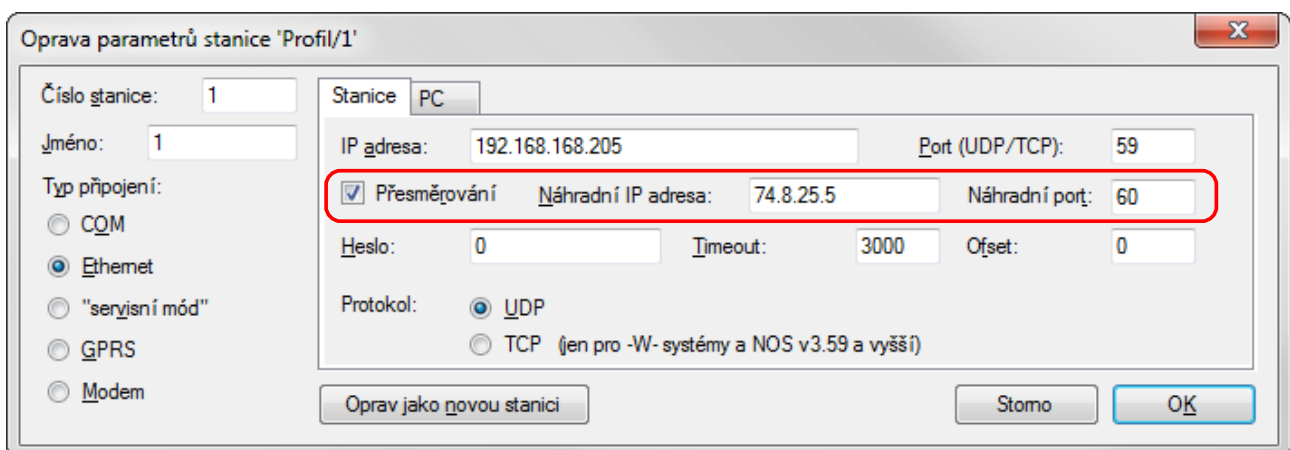 Oprava parametrů stanice 'Profil/1'
Číslo stanice: 1
Jméno: 1
Typ připojení:
COM
Ethernet
"servisní mód"
GPRS
Modem
Stanice PC
IP adresa: 192.168.168.205 Port (UDP/TCP): 59
Přesměrování Náhradní IP adresa: 74.8.25.5 Náhradní port: 60
Heslo: 0 Timeout: 3000 Ofset: 0
Protokol: UDP
TCP (jen pro -W- systémy a NOS v3.59 a vyšší)
Oprav jako novou stanici Storno OK